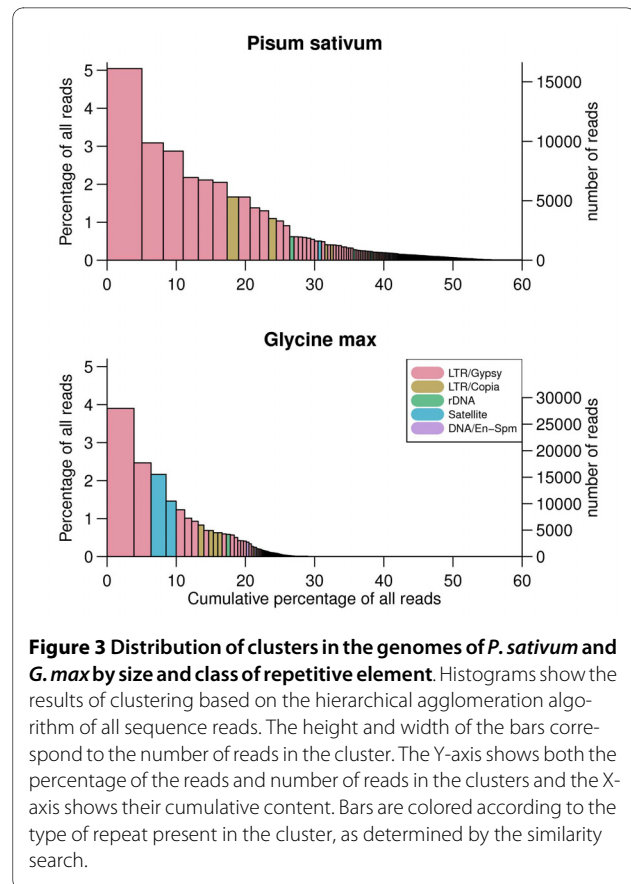 Pisum sativum
Percentage of all reads
number of reads
5
4
3
2
1
0
15000
10000
5000
0
0 10 20 30 40 50 60
Glycine max
Percentage of all reads
number of reads
5
4
3
2
1
0
30000
25000
20000
15000
10000
5000
0
LTR/Gypsy
LTR/Copia
rDNA
Satellite
DNA/En-Spm
0 10 20 30 40 50 60
Cumulative percentage of all reads
Figure 3 Distribution of clusters in the genomes of P. sativum and
G. max by size and class of repetitive element. Histograms show the
results of clustering based on the hierarchical agglomeration algo-
rithm of all sequence reads. The height and width of the bars corre-
spond to the number of reads in the cluster. The Y-axis shows both the
percentage of the reads and number of reads in the clusters and the X-
axis shows their cumulative content. Bars are colored according to the
type of repeat present in the cluster, as determined by the similarity
search.